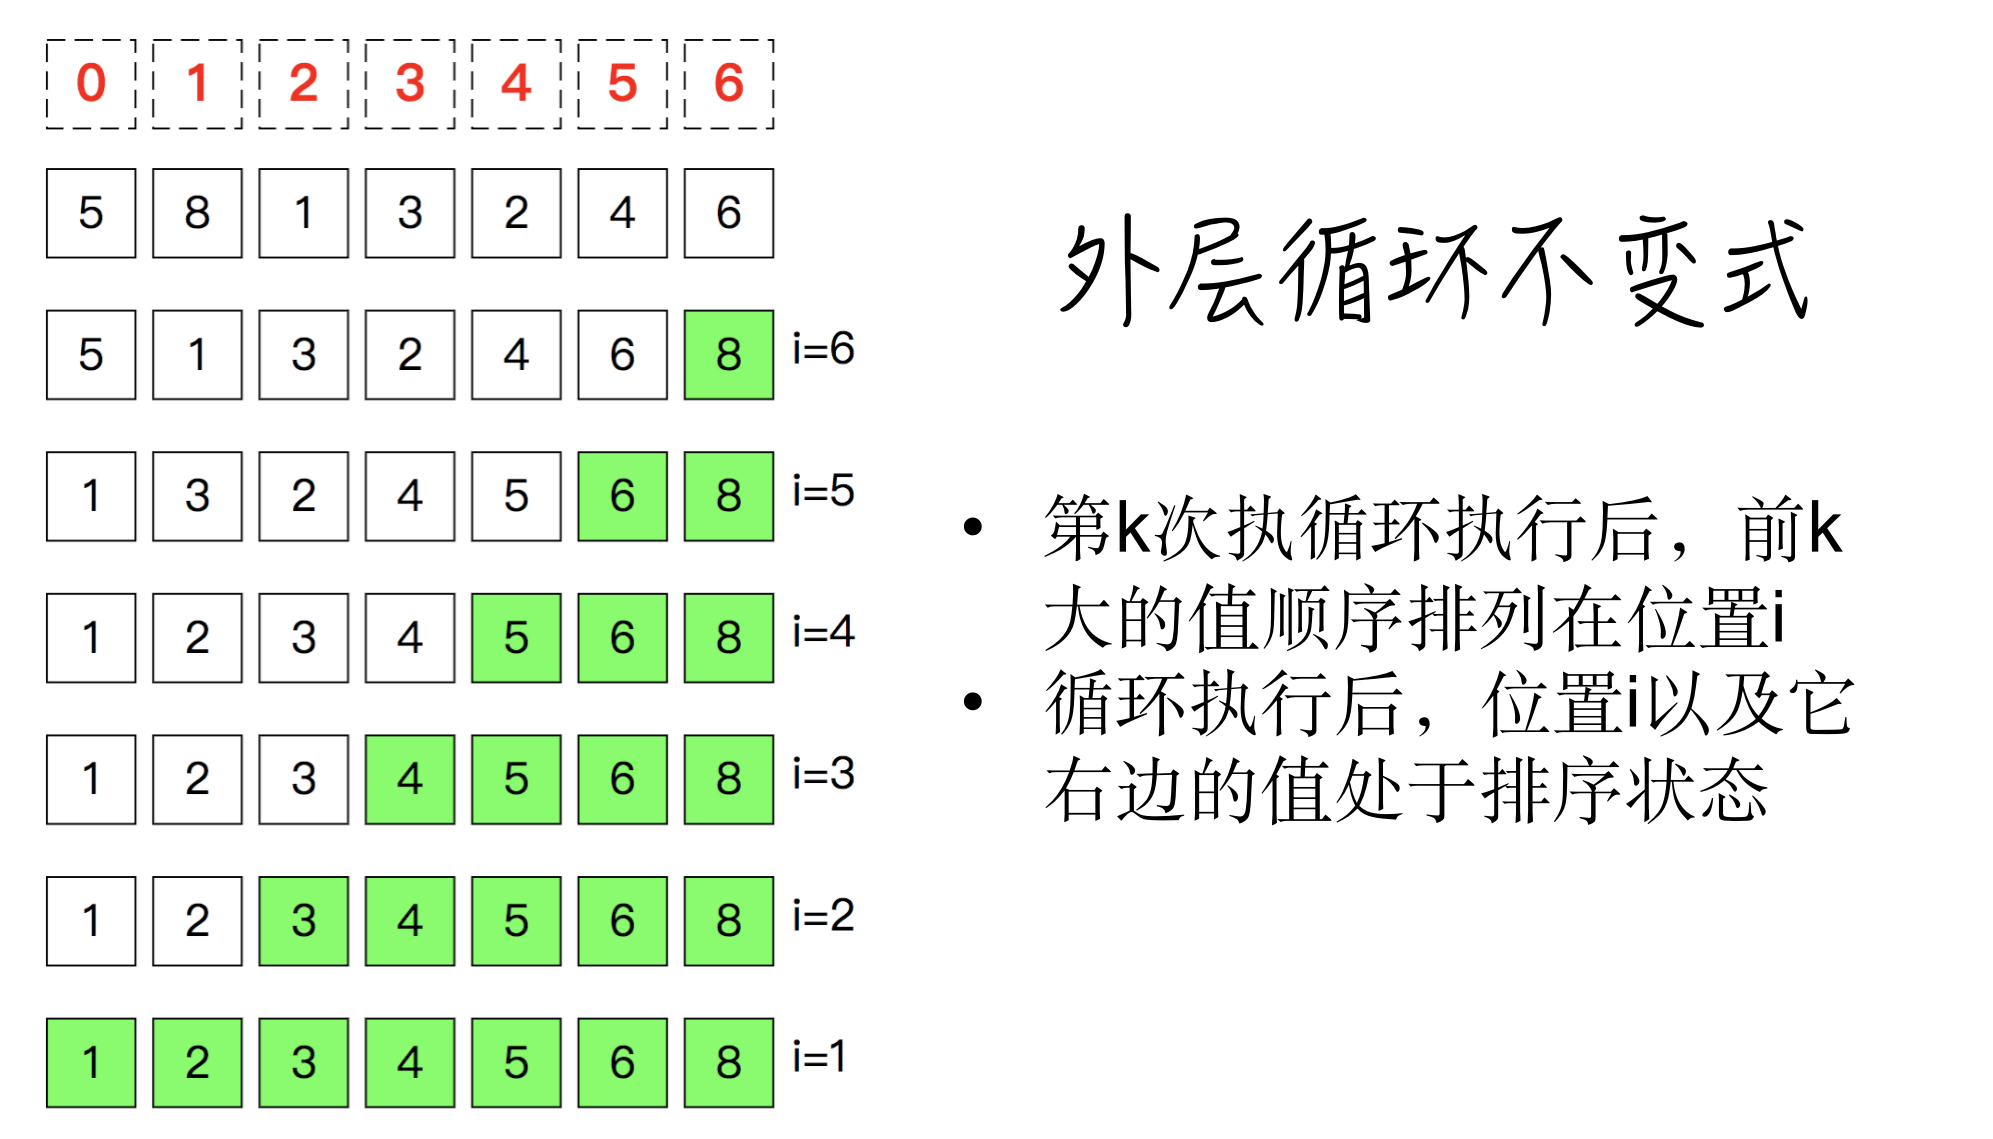 0 1 2 3 4 5 6
5 8 1 3 2 4 6
5 1 3 2 4 6 8 i=6
1 3 2 4 5 6 8 i=5
1 2 3 4 5 6 8 i=4
1 2 3 4 5 6 8 i=3
1 2 3 4 5 6 8 i=2
1 2 3 4 5 6 8 i=1
外层循环不变式
• 第k次执循环执行后，前k
大的值顺序排列在位置i
• 循环执行后，位置i以及它
右边的值处于排序状态